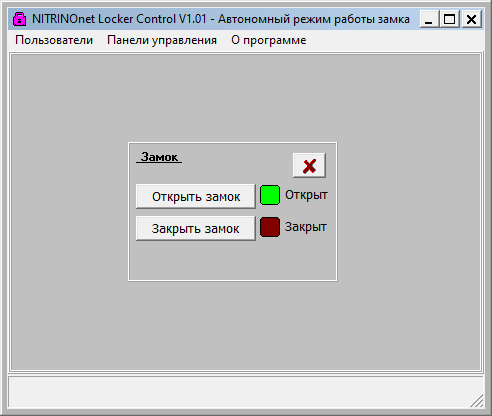 NITRINOnet Locker Control V1.01 - Автономный режим работы замка
Пользователи Панели управления О программе
Замок
Открыть замок Открыт
Закрыть замок Закрыт